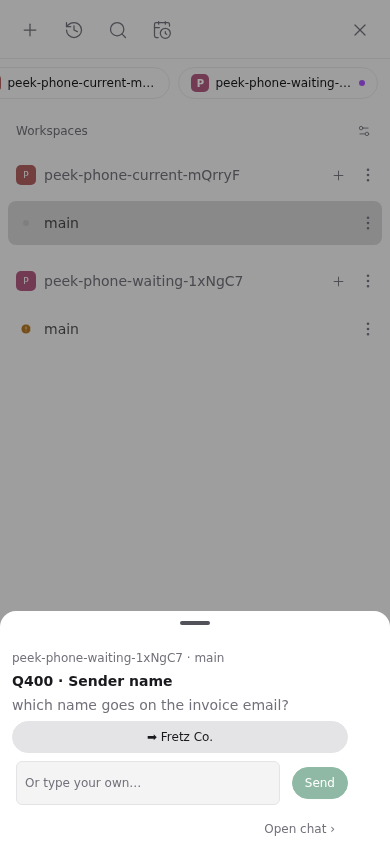 peek-phone-current-m…
P peek-phone-waiting-…
Workspaces
P peek-phone-current-mQrryF
main
P peek-phone-waiting-1xNgC7
main
peek-phone-waiting-1xNgC7 · main
Q400 · Sender name
which name goes on the invoice email?
➡ Fretz Co.
Or type your own…
Send
Open chat ›